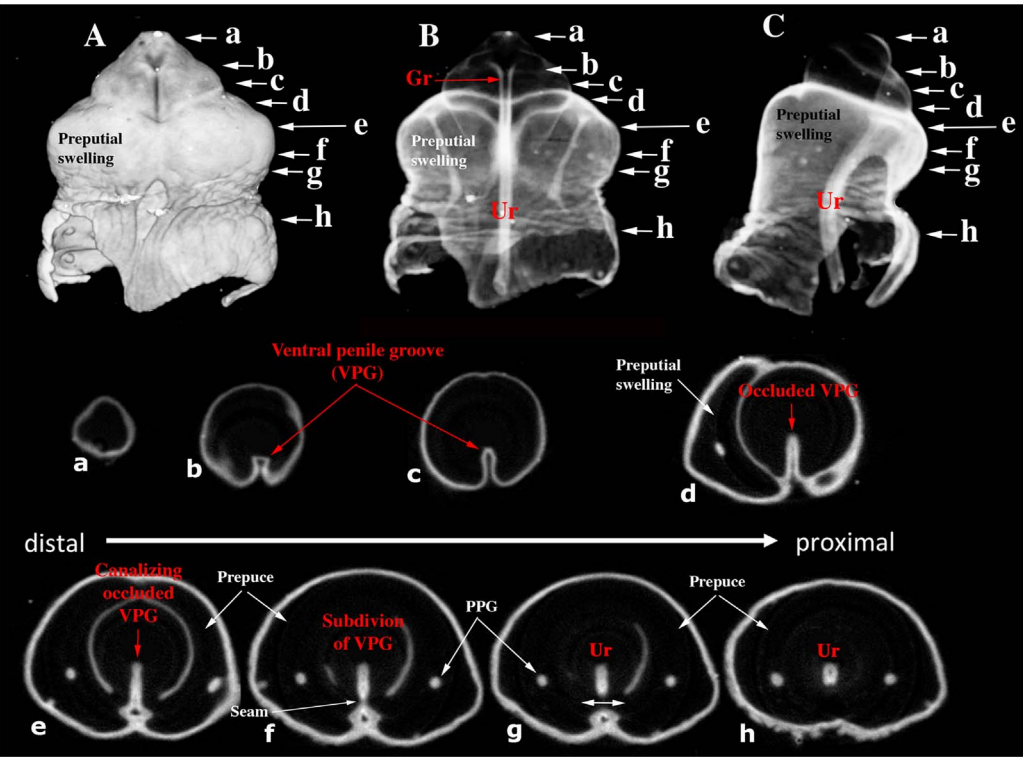 A
a
b
c
d
e
f
g
h
Preputial
swelling
B
a
b
c
d
e
f
g
h
Gr
Preputial
swelling
Ur
C
a
b
c
d
e
f
g
h
Preputial
swelling
Ur
Ventral penile groove
(VPG)
a
b
c
Preputial
swelling
Occluded VPG
d
distal
proximal
Canalizing
occluded
VPG
Prepuce
e
Subdivion
of VPG
Seam
f
PPG
Ur
g
Prepuce
Ur
h